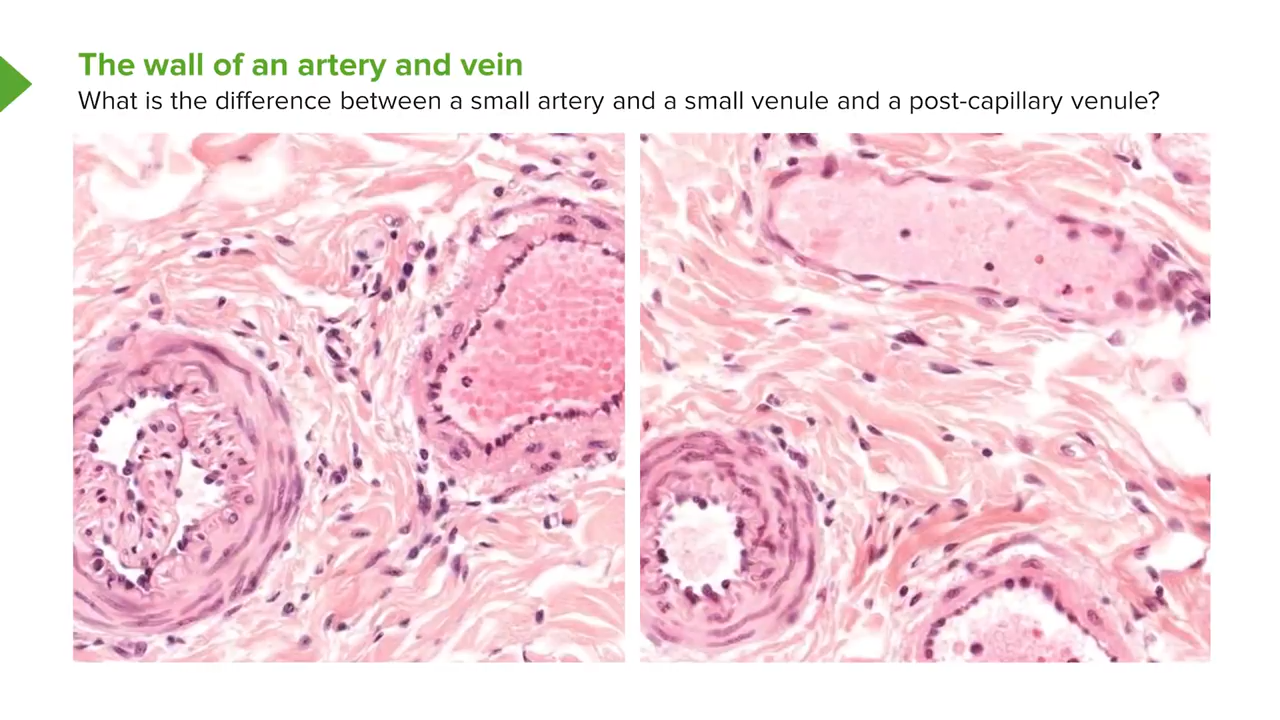 The wall of an artery and vein
What is the difference between a small artery and a small venule and a post-capillary venule?